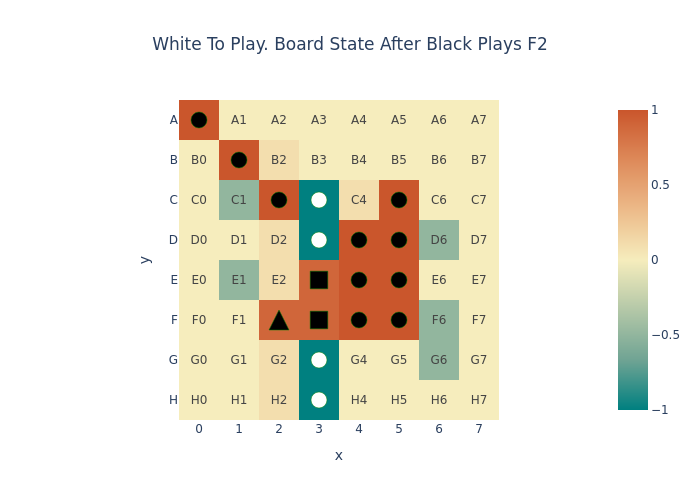 White To Play. Board State After Black Plays F2
A A1 A2 A3 A4 A5 A6 A7
B B0 B2 B3 B4 B5 B6 B7
C C0 C1 C4 C6 C7
D D0 D1 D2 D6 D7
E E0 E1 E2 E6 E7
F F0 F1 F6 F7
G G0 G1 G2 G4 G5 G6 G7
H H0 H1 H2 H4 H5 H6 H7
0 1 2 3 4 5 6 7
x
y
1
0.5
0
−0.5
−1